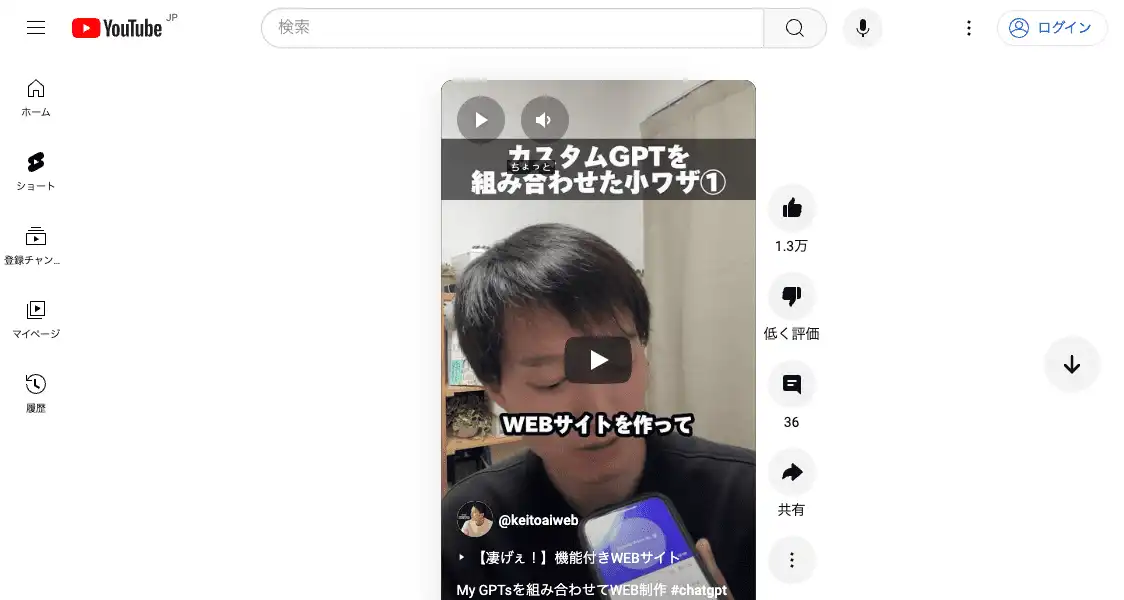 YouTube JP
検索
ログイン
ホーム
ショート
登録チャン...
マイページ
履歴
カスタムGPTを
ちょっと
組み合わせた小ワザ①
WEBサイトを作って
@keitoaiweb
【凄げぇ！】機能付きWEBサイト
My GPTsを組み合わせてWEB制作 #chatgpt
1.3万
低く評価
36
共有